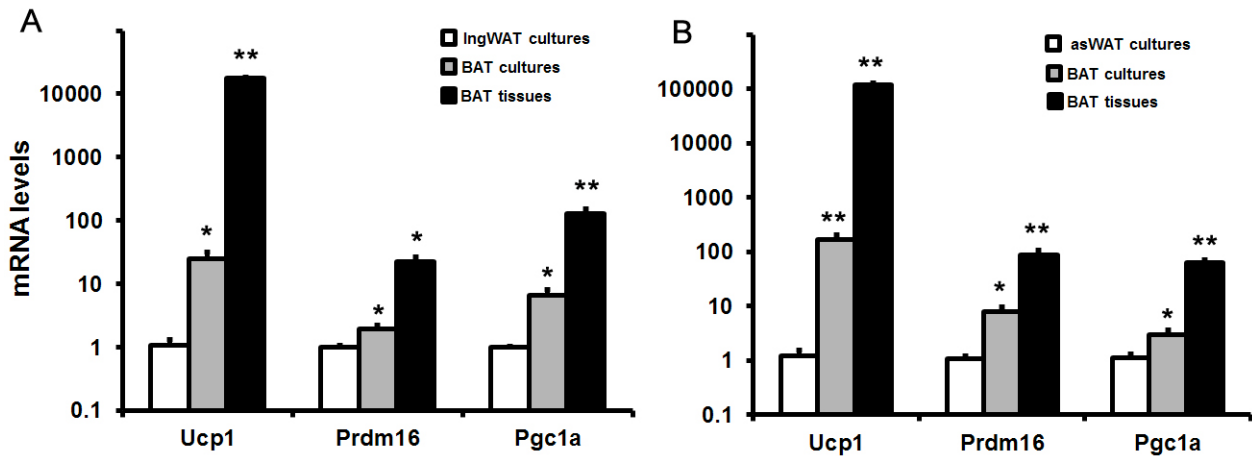 A
IngWAT cultures
BAT cultures
BAT tissues
mRNA levels
10000
1000
100
10
1
0.1
**
*
*
*
*
**
Ucp1
Prdm16
Pgc1a
B
asWAT cultures
BAT cultures
BAT tissues
100000
10000
1000
100
10
1
0.1
**
**
*
**
*
**
Ucp1
Prdm16
Pgc1a